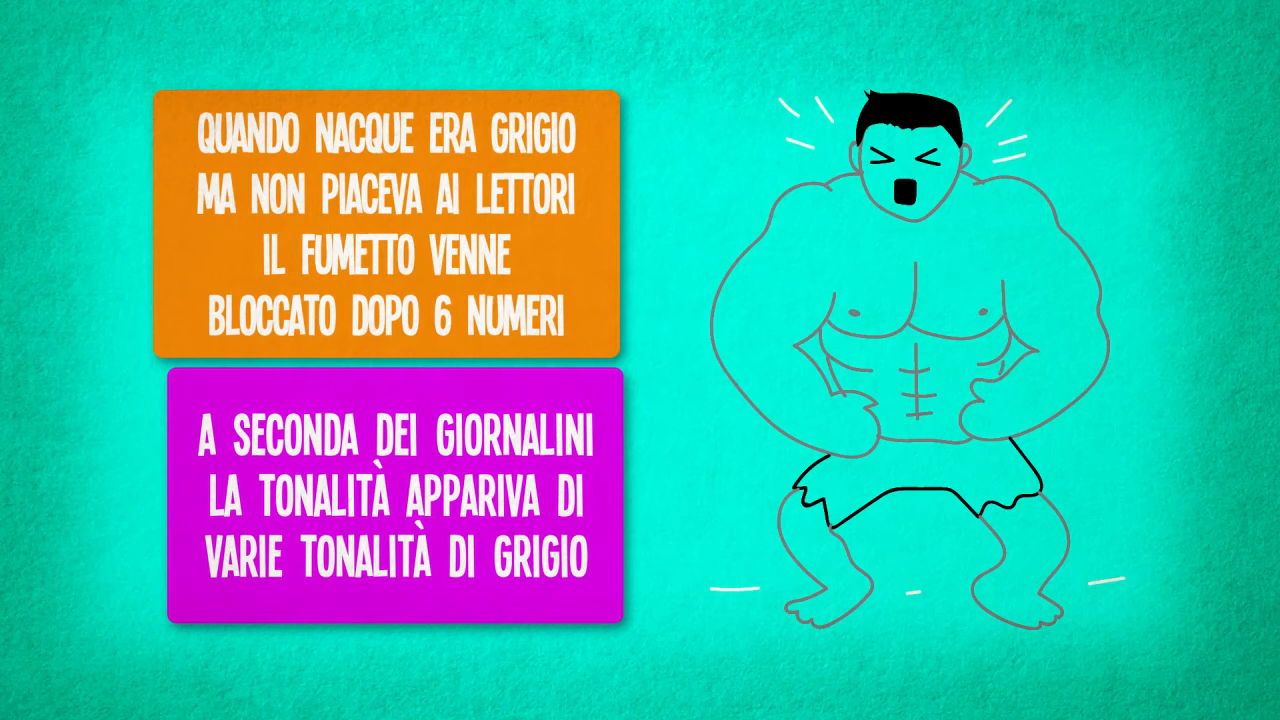 QUANDO NACQUE ERA GRIGIO
MA NON PIACEVA AI LETTORI
IL FUMETTO VENNE
BLOCCATO DOPO 6 NUMERI
A SECONDA DEI GIORNALINI
LA TONALITÀ APPARIVA DI
VARIE TONALITÀ DI GRIGIO